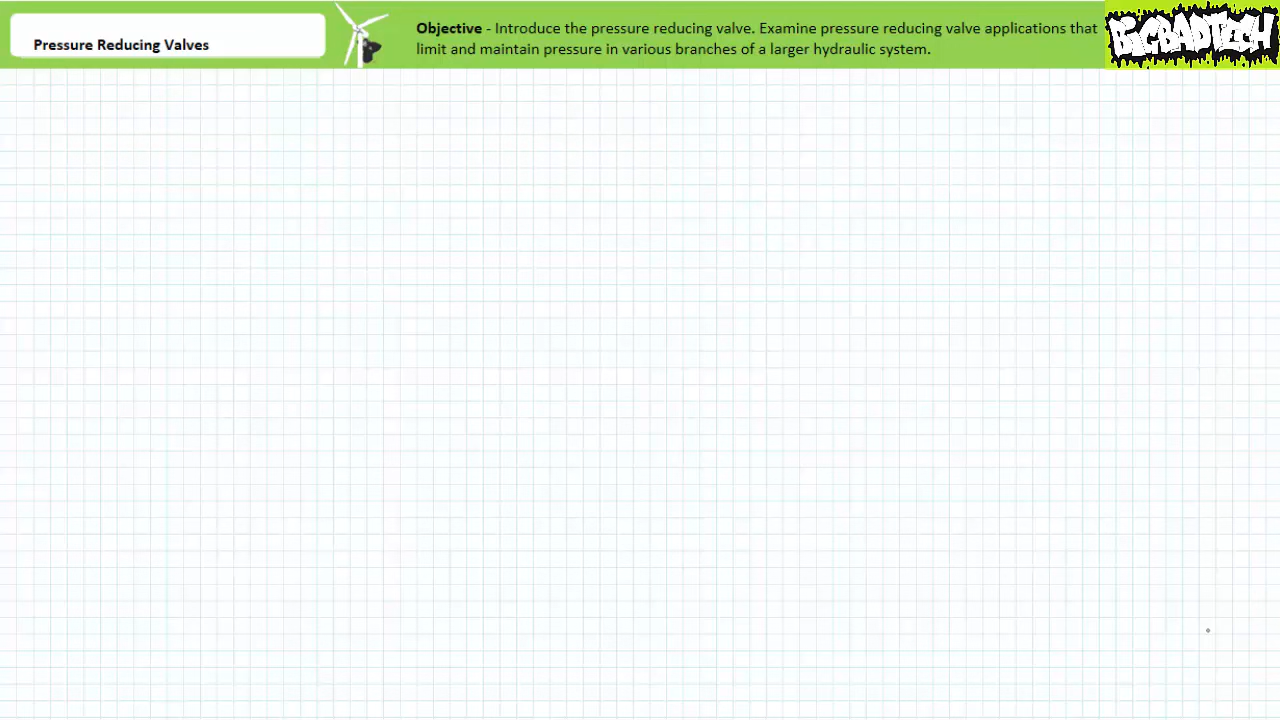 Pressure Reducing Valves
Objective - Introduce the pressure reducing valve. Examine pressure reducing valve applications that
limit and maintain pressure in various branches of a larger hydraulic system.
BIGBADTECH